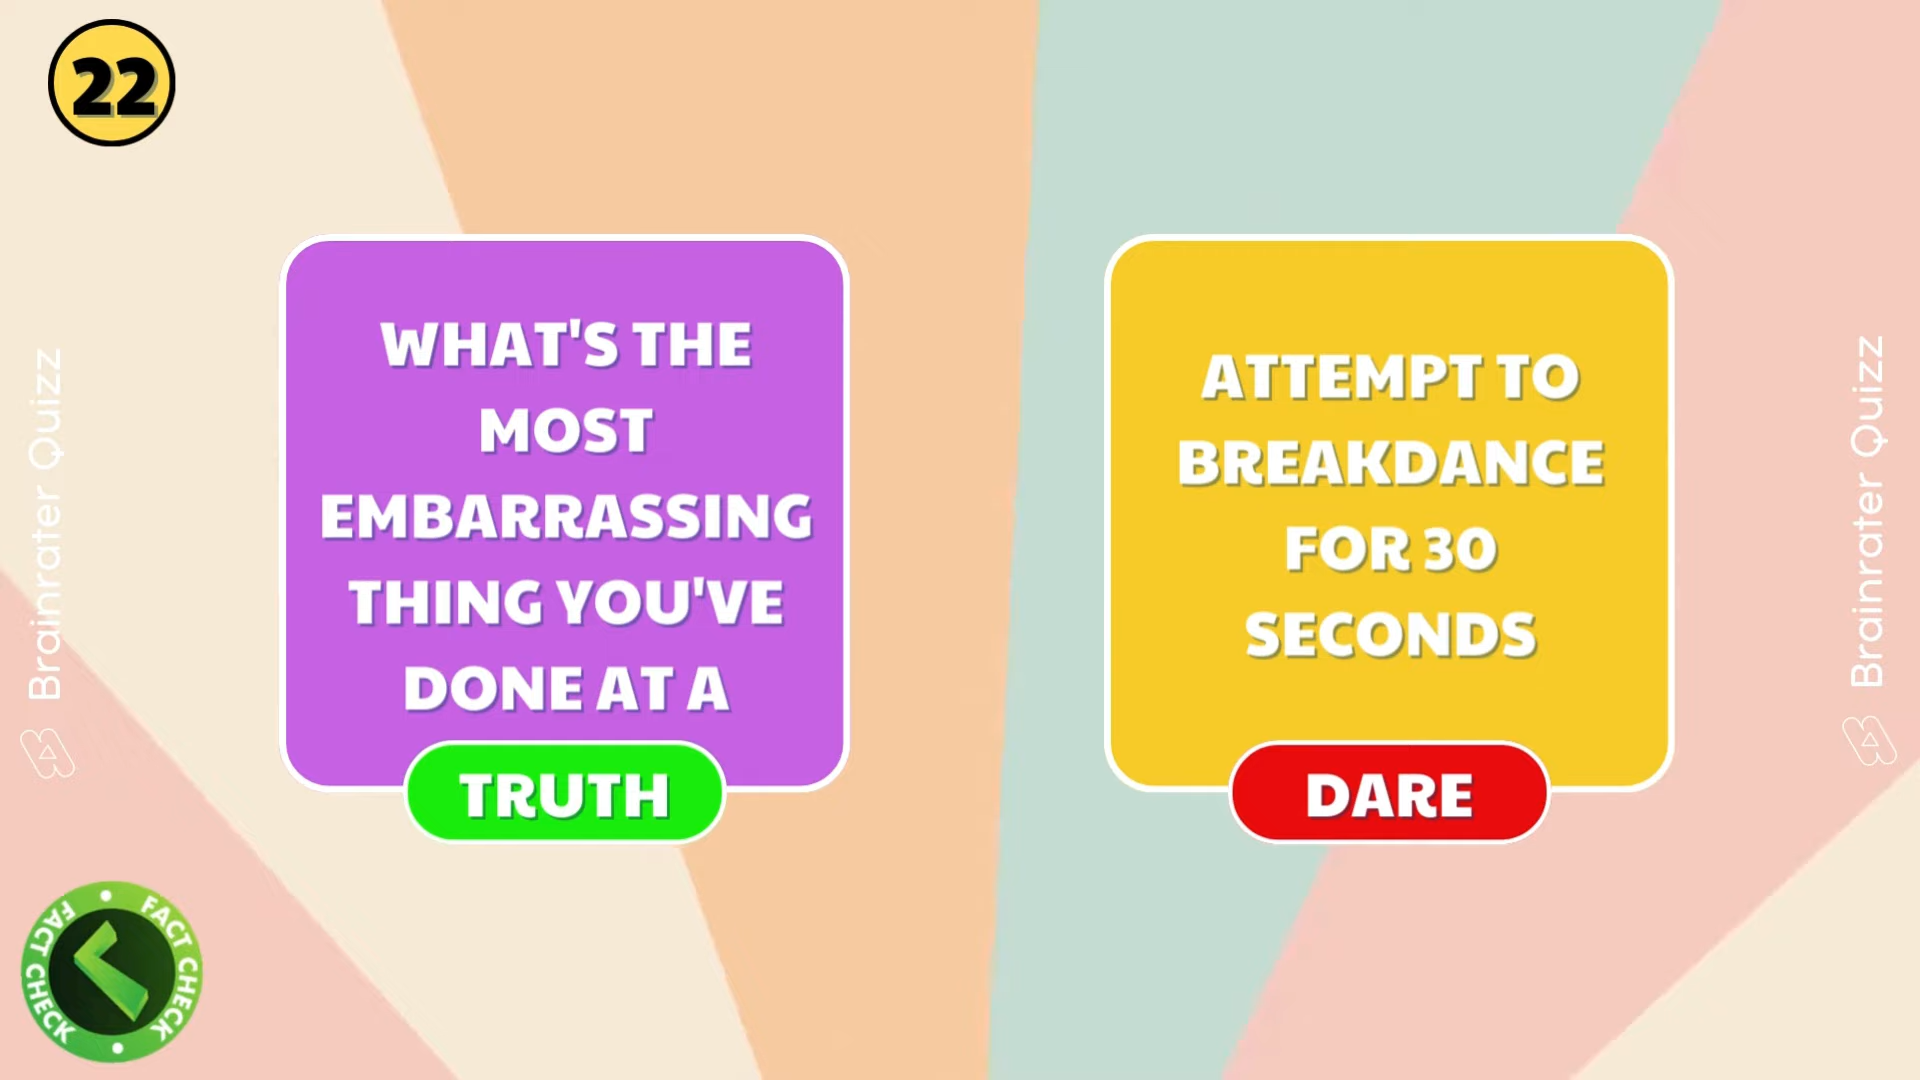 22
WHAT'S THE
MOST
EMBARRASSING
THING YOU'VE
DONE AT A
TRUTH
ATTEMPT TO
BREAKDANCE
FOR 30
SECONDS
DARE
Brainrater Quizz
Brainrater Quizz
FACT CHECK
FACT CHECK